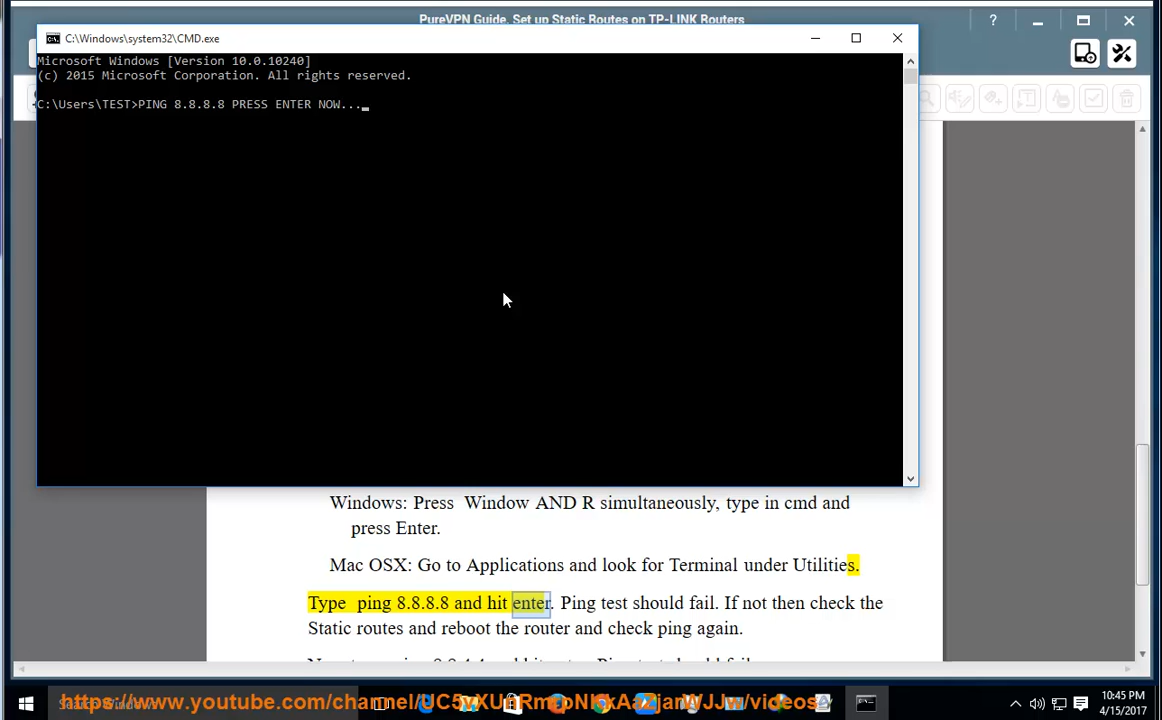 PureVPN Guide. Set up Static Routes on TP-LINK Routers
C:\Windows\system32\CMD.exe
Microsoft Windows [Version 10.0.10240]
(c) 2015 Microsoft Corporation. All rights reserved.
C:\Users\TEST>PING 8.8.8.8 PRESS ENTER NOW..._
Windows: Press Window AND R simultaneously, type in cmd and
press Enter.
Mac OSX: Go to Applications and look for Terminal under Utilities.
Type ping 8.8.8.8 and hit enter. Ping test should fail. If not then check the
Static routes and reboot the router and check ping again.
10:45 PM
4/15/2017